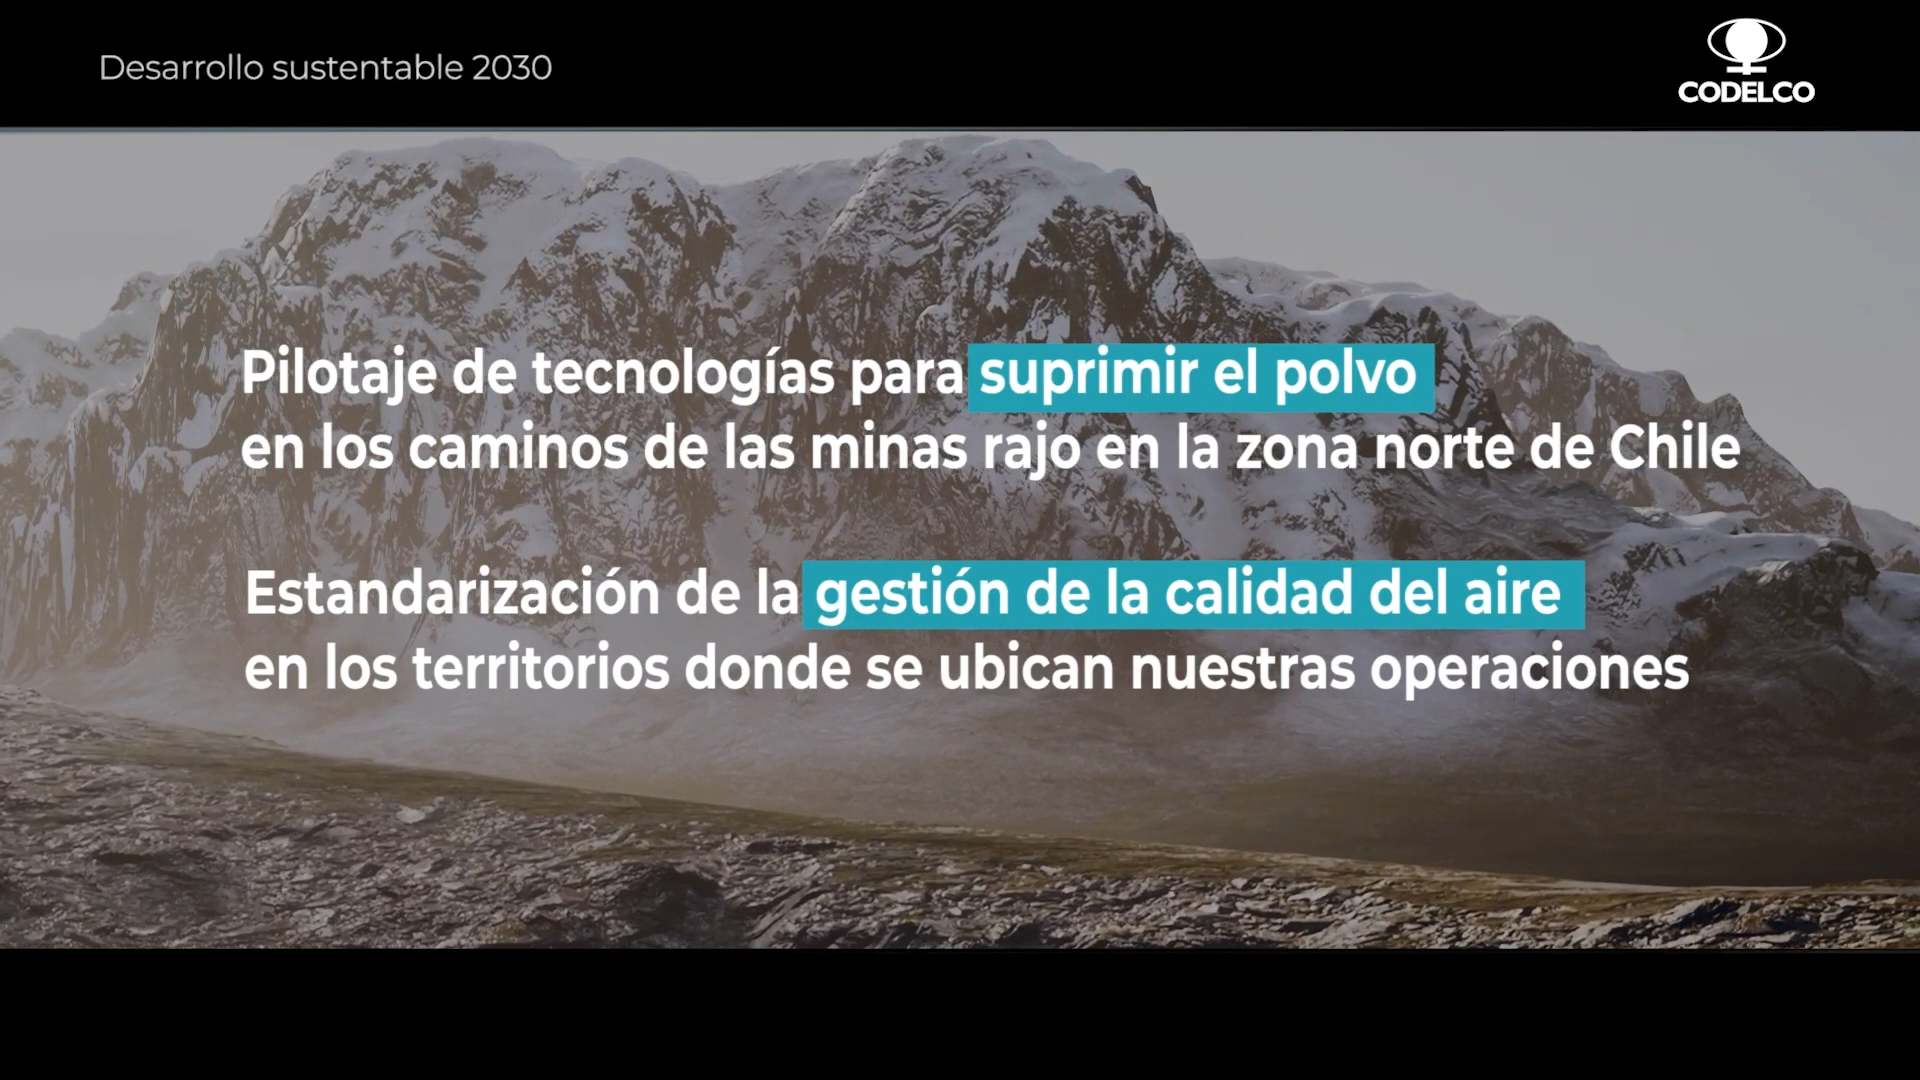 Desarrollo sustentable 2030
CODELCO
Pilotaje de tecnologías para suprimir el polvo
en los caminos de las minas rajo en la zona norte de Chile
Estandarización de la gestión de la calidad del aire
en los territorios donde se ubican nuestras operaciones